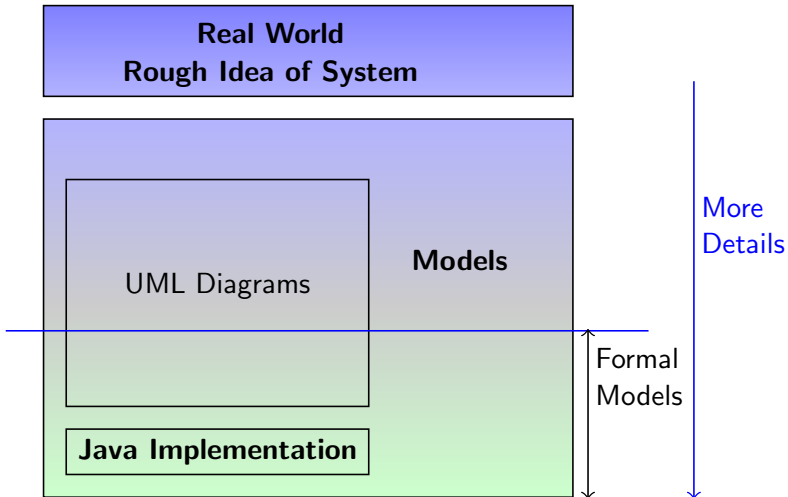 Real World
Rough Idea of System
More
Details
Models
UML Diagrams
Formal
Models
Java Implementation